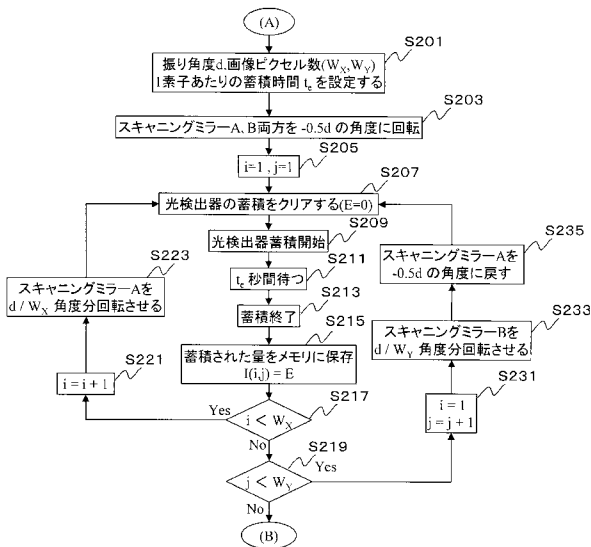 (A)
S201
振り角度d,画像ピクセル数(WX,WY)
1素子あたりの蓄積時間 te を設定する
S203
スキャニングミラーA、B両方を -0.5d の角度に回転
S205
i=1 , j=1
S207
光検出器の蓄積をクリアする(E=0)
S209
光検出器蓄積開始
S211
te 秒間待つ
S213
蓄積終了
S215
蓄積された量をメモリに保存
I(i,j) = E
S217
i < WX
Yes
No
S219
j < WY
Yes
No
(B)
S221
i = i + 1
S223
スキャニングミラーAを
d / WX 角度分回転させる
S231
i = 1
j = j + 1
S233
スキャニングミラーBを
d / WY 角度分回転させる
S235
スキャニングミラーAを
-0.5d の角度に戻す